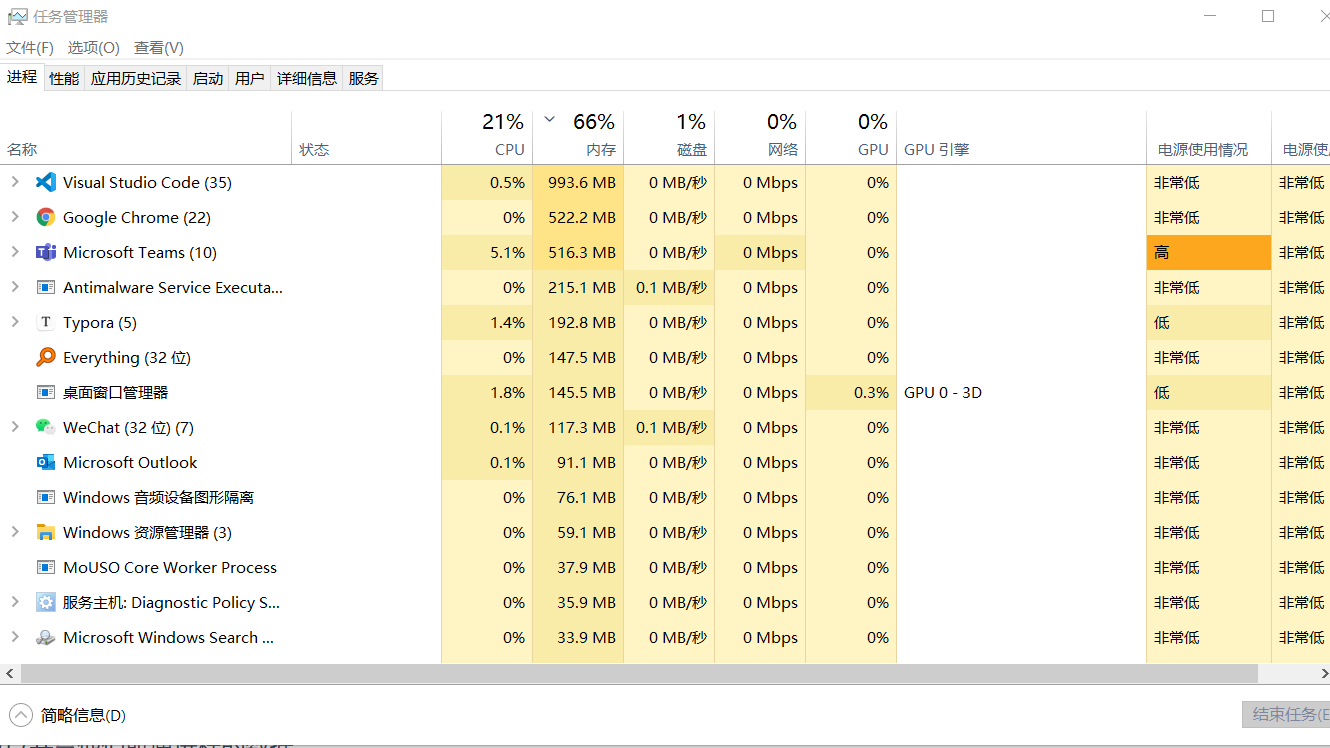 任务管理器
文件(F) 选项(O) 查看(V)
进程 性能 应用历史记录 启动 用户 详细信息 服务
21% 66% 1% 0% 0%
名称 状态 CPU 内存 磁盘 网络 GPU GPU 引擎 电源使用情况 电源使
Visual Studio Code (35) 0.5% 993.6 MB 0 MB/秒 0 Mbps 0% 非常低 非常低
Google Chrome (22) 0% 522.2 MB 0 MB/秒 0 Mbps 0% 非常低 非常低
Microsoft Teams (10) 5.1% 516.3 MB 0 MB/秒 0 Mbps 0% 高 非常低
Antimalware Service Executa... 0% 215.1 MB 0.1 MB/秒 0 Mbps 0% 非常低 非常低
T Typora (5) 1.4% 192.8 MB 0 MB/秒 0 Mbps 0% 低 非常低
Everything (32 位) 0% 147.5 MB 0 MB/秒 0 Mbps 0% 非常低 非常低
桌面窗口管理器 1.8% 145.5 MB 0 MB/秒 0 Mbps 0.3% GPU 0 - 3D 低 非常低
WeChat (32 位) (7) 0.1% 117.3 MB 0.1 MB/秒 0 Mbps 0% 非常低 非常低
Microsoft Outlook 0.1% 91.1 MB 0 MB/秒 0 Mbps 0% 非常低 非常低
Windows 音频设备图形隔离 0% 76.1 MB 0 MB/秒 0 Mbps 0% 非常低 非常低
Windows 资源管理器 (3) 0% 59.1 MB 0 MB/秒 0 Mbps 0% 非常低 非常低
MoUSO Core Worker Process 0% 37.9 MB 0 MB/秒 0 Mbps 0% 非常低 非常低
服务主机: Diagnostic Policy S... 0% 35.9 MB 0 MB/秒 0 Mbps 0% 非常低 非常低
Microsoft Windows Search ... 0% 33.9 MB 0 MB/秒 0 Mbps 0% 非常低 非常低
简略信息(D) 结束任务(E